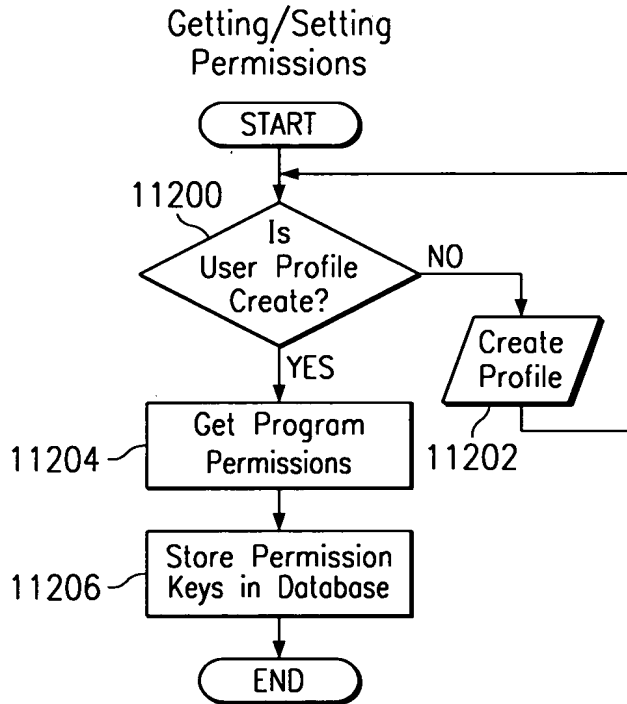 Getting/Setting
Permissions
START
11200
Is
User Profile
Create?
NO
YES
Create
Profile
11202
Get Program
Permissions
11204
Store Permission
Keys in Database
11206
END